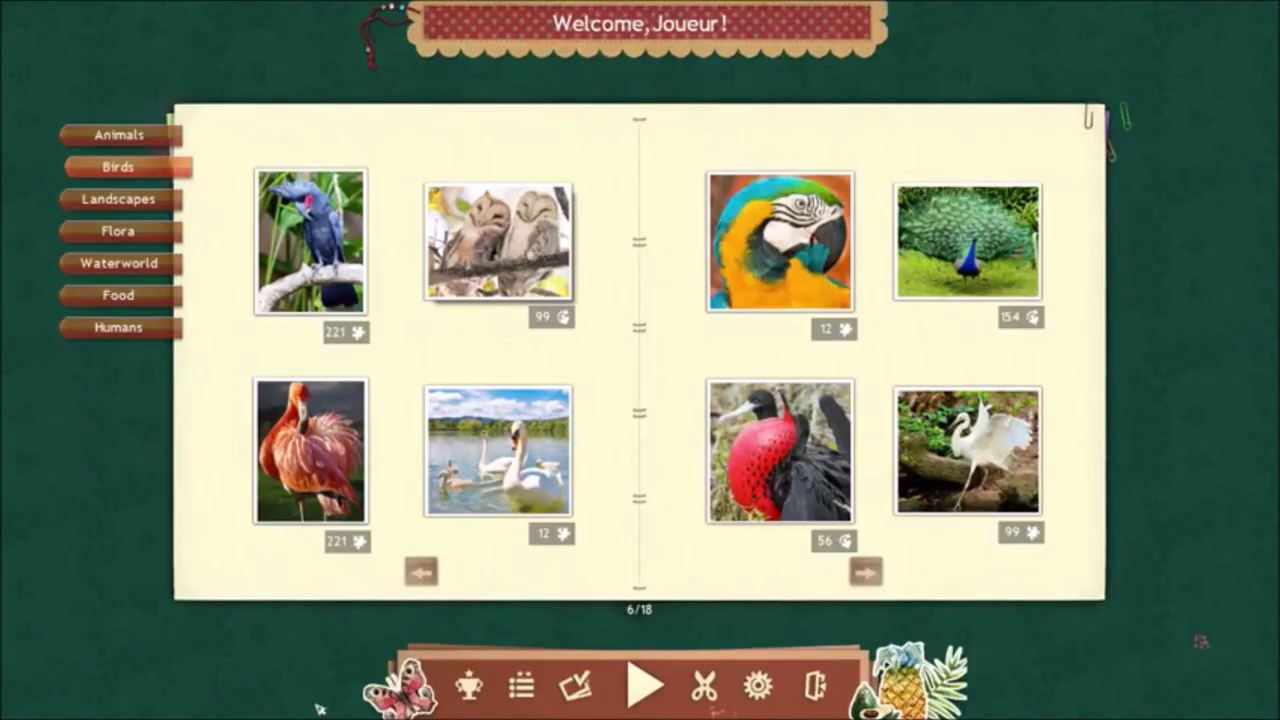 Welcome, Joueur!
Animals
Birds
Landscapes
Flora
Waterworld
Food
Humans
221
99
12
154
221
12
56
99
6/18